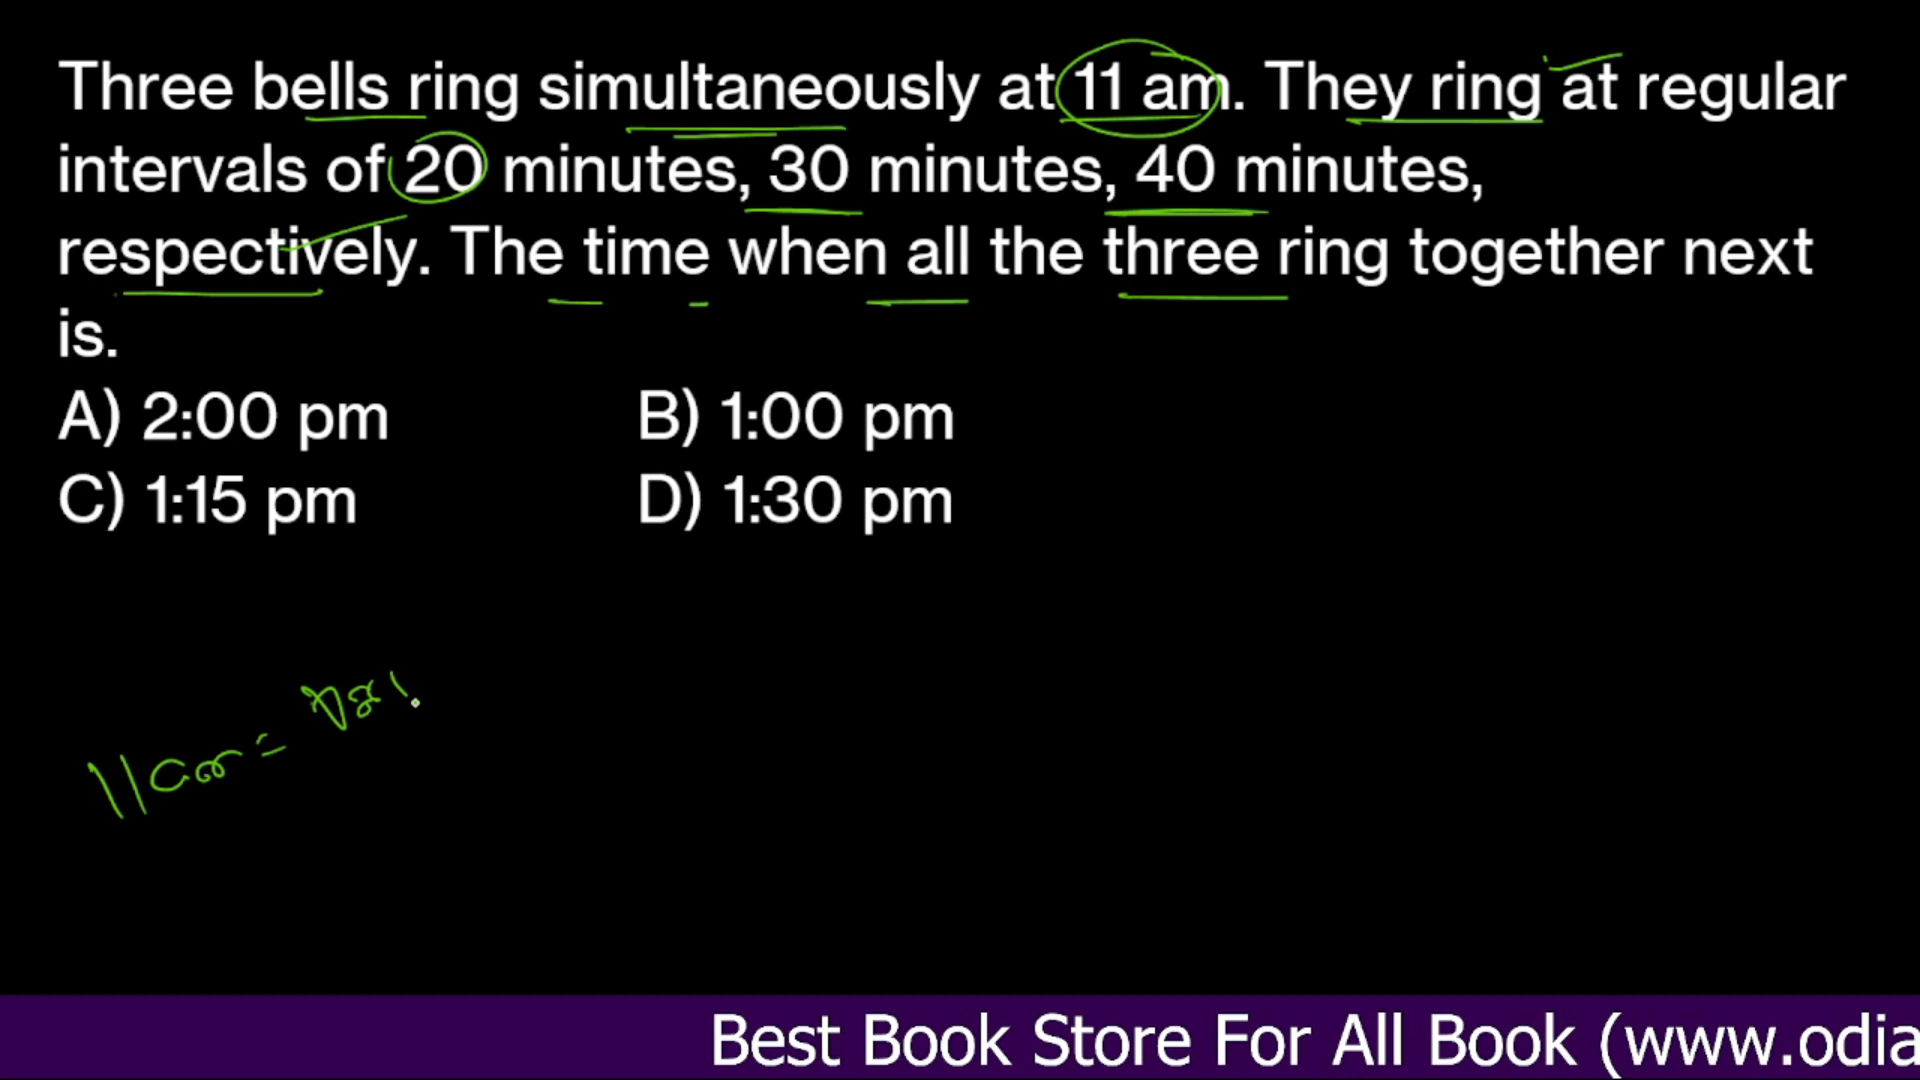 Three bells ring simultaneously at 11 am. They ring at regular
intervals of 20 minutes, 30 minutes, 40 minutes,
respectively. The time when all the three ring together next
is.
A) 2:00 pm B) 1:00 pm
C) 1:15 pm D) 1:30 pm
Best Book Store For All Book (www.odia